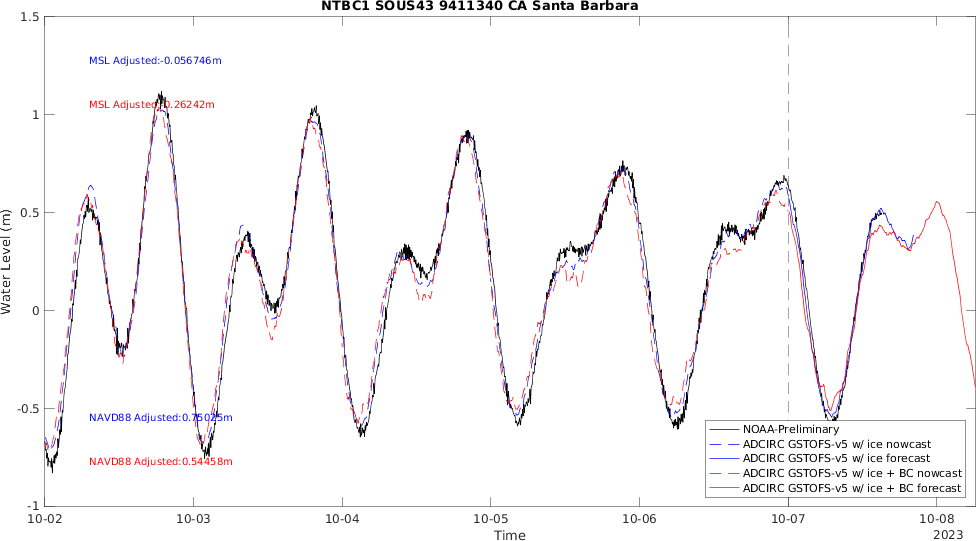 NTBC1 SOUS43 9411340 CA Santa Barbara
1.5
1
0.5
0
-0.5
-1
Water Level (m)
MSL Adjusted:-0.056746m
MSL Adjusted:-0.26242m
NAVD88 Adjusted:0.75025m
NAVD88 Adjusted:0.54458m
NOAA-Preliminary
ADCIRC GSTOFS-v5 w/ ice nowcast
ADCIRC GSTOFS-v5 w/ ice forecast
ADCIRC GSTOFS-v5 w/ ice + BC nowcast
ADCIRC GSTOFS-v5 w/ ice + BC forecast
10-02
10-03
10-04
10-05
10-06
10-07
10-08
Time
2023